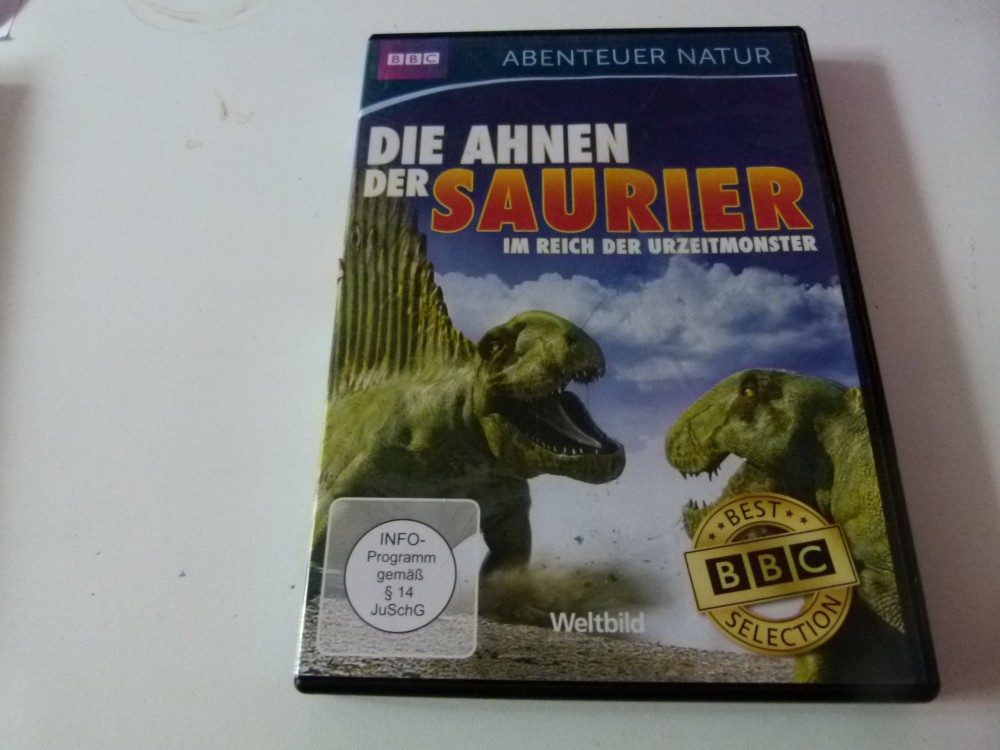 BBC
ABENTEUER NATUR
DIE AHNEN
DER SAURIER
IM REICH DER URZEITMONSTER
INFO-
Programm
gemäß
§ 14
JuSchG
Weltbild
BEST
BBC
SELECTION